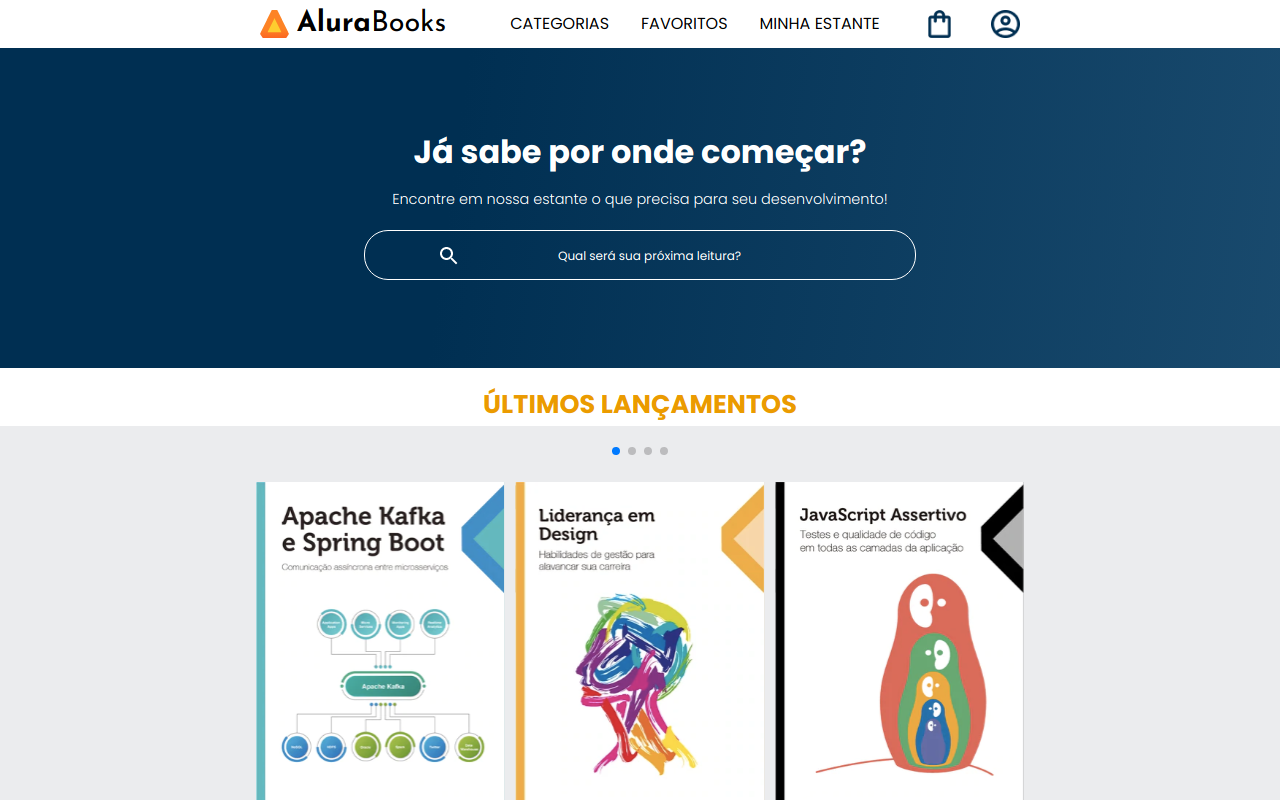 AluraBooks
CATEGORIAS
FAVORITOS
MINHA ESTANTE
Já sabe por onde começar?
Encontre em nossa estante o que precisa para seu desenvolvimento!
Qual será sua próxima leitura?
ÚLTIMOS LANÇAMENTOS
Apache Kafka
e Spring Boot
Comunicação assíncrona entre microsserviços
Apache Kafka
Liderança em
Design
Habilidades de gestão para
alavancar sua carreira
JavaScript Assertivo
Testes e qualidade de código
em todas as camadas da aplicação